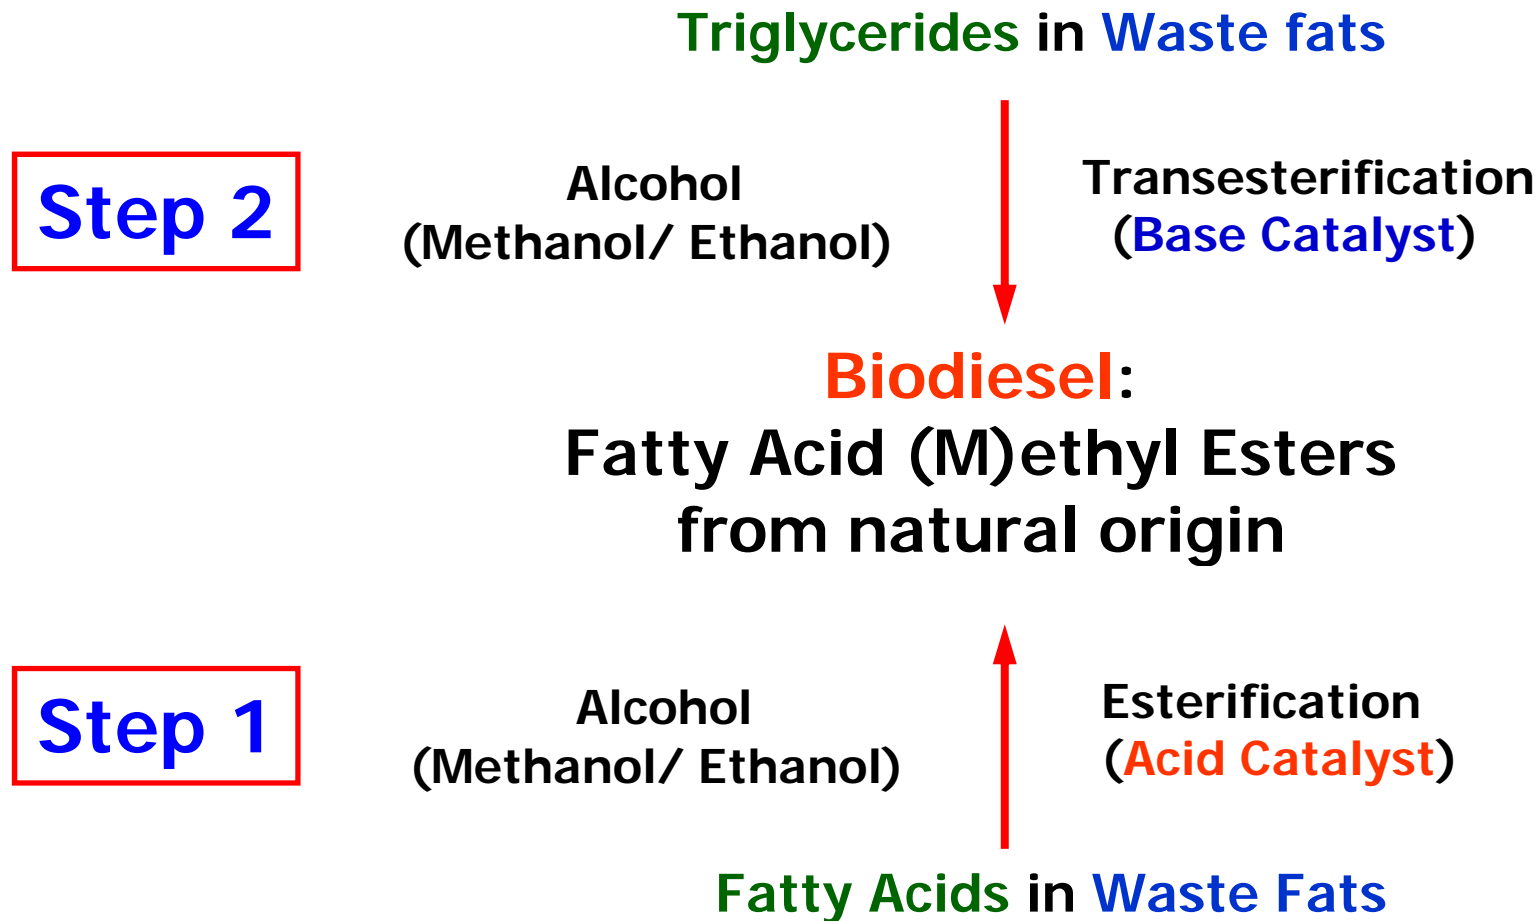 Triglycerides in Waste fats
Step 2
Alcohol
(Methanol/ Ethanol)
Transesterification
(Base Catalyst)
Biodiesel:
Fatty Acid (M)ethyl Esters
from natural origin
Step 1
Alcohol
(Methanol/ Ethanol)
Esterification
(Acid Catalyst)
Fatty Acids in Waste Fats